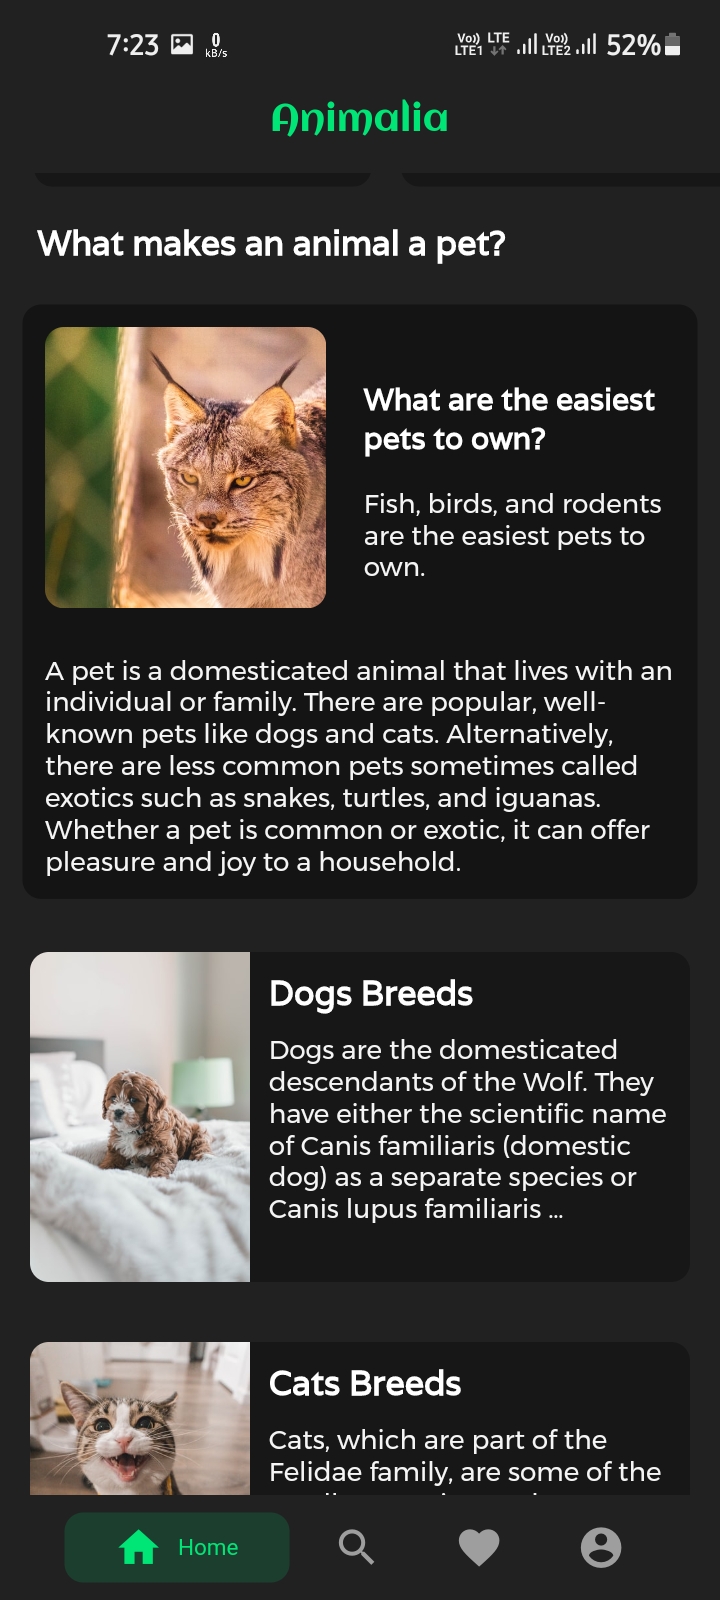 7:23
0
kB/s
Vo)) LTE
LTE1
Vo))
LTE2
52%
Animalia
What makes an animal a pet?
What are the easiest
pets to own?
Fish, birds, and rodents
are the easiest pets to
own.
A pet is a domesticated animal that lives with an
individual or family. There are popular, well-
known pets like dogs and cats. Alternatively,
there are less common pets sometimes called
exotics such as snakes, turtles, and iguanas.
Whether a pet is common or exotic, it can offer
pleasure and joy to a household.
Dogs Breeds
Dogs are the domesticated
descendants of the Wolf. They
have either the scientific name
of Canis familiaris (domestic
dog) as a separate species or
Canis lupus familiaris ...
Cats Breeds
Cats, which are part of the
Felidae family, are some of the
Home